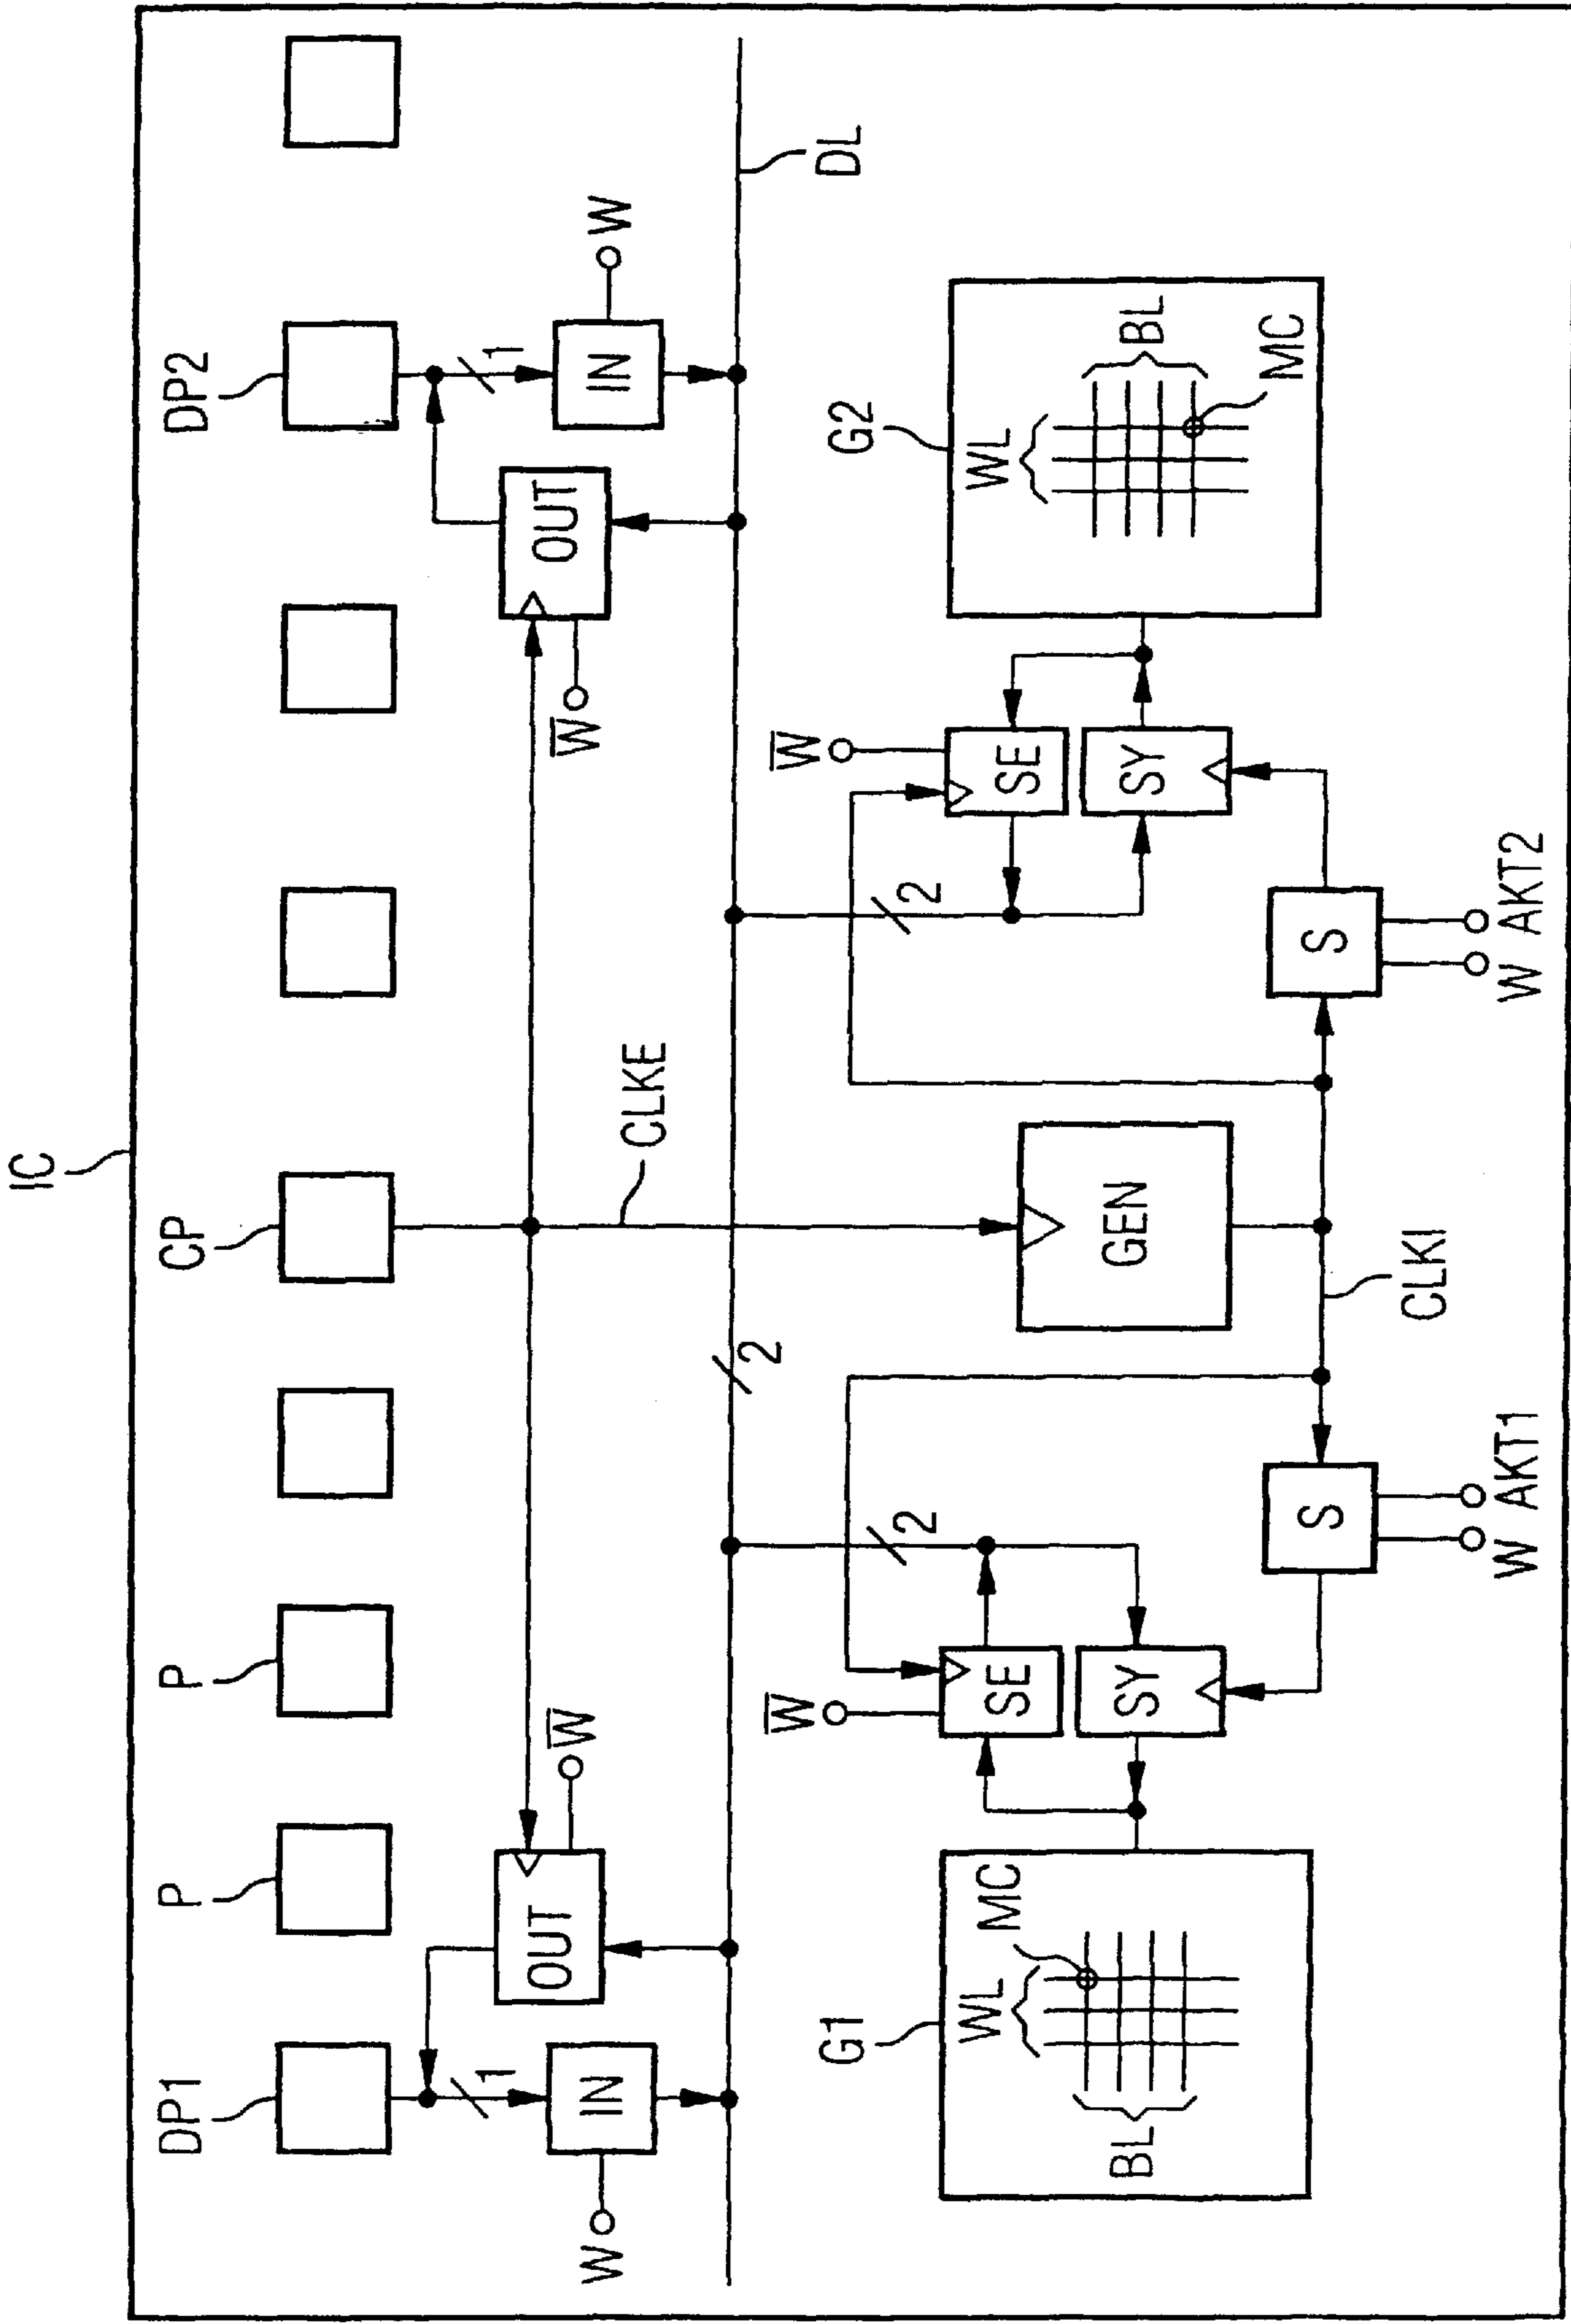 IC
DP1
P
P
CP
DP2
W
IN
1
OUT
W̅
CLKE
W̅
OUT
1
IN
W
2
DL
G1
WL
MC
BL
W̅
SE
SY
2
GEN
2
W̅
SE
SY
G2
WL
BL
MC
S
W AKT1
CLKI
S
W AKT2